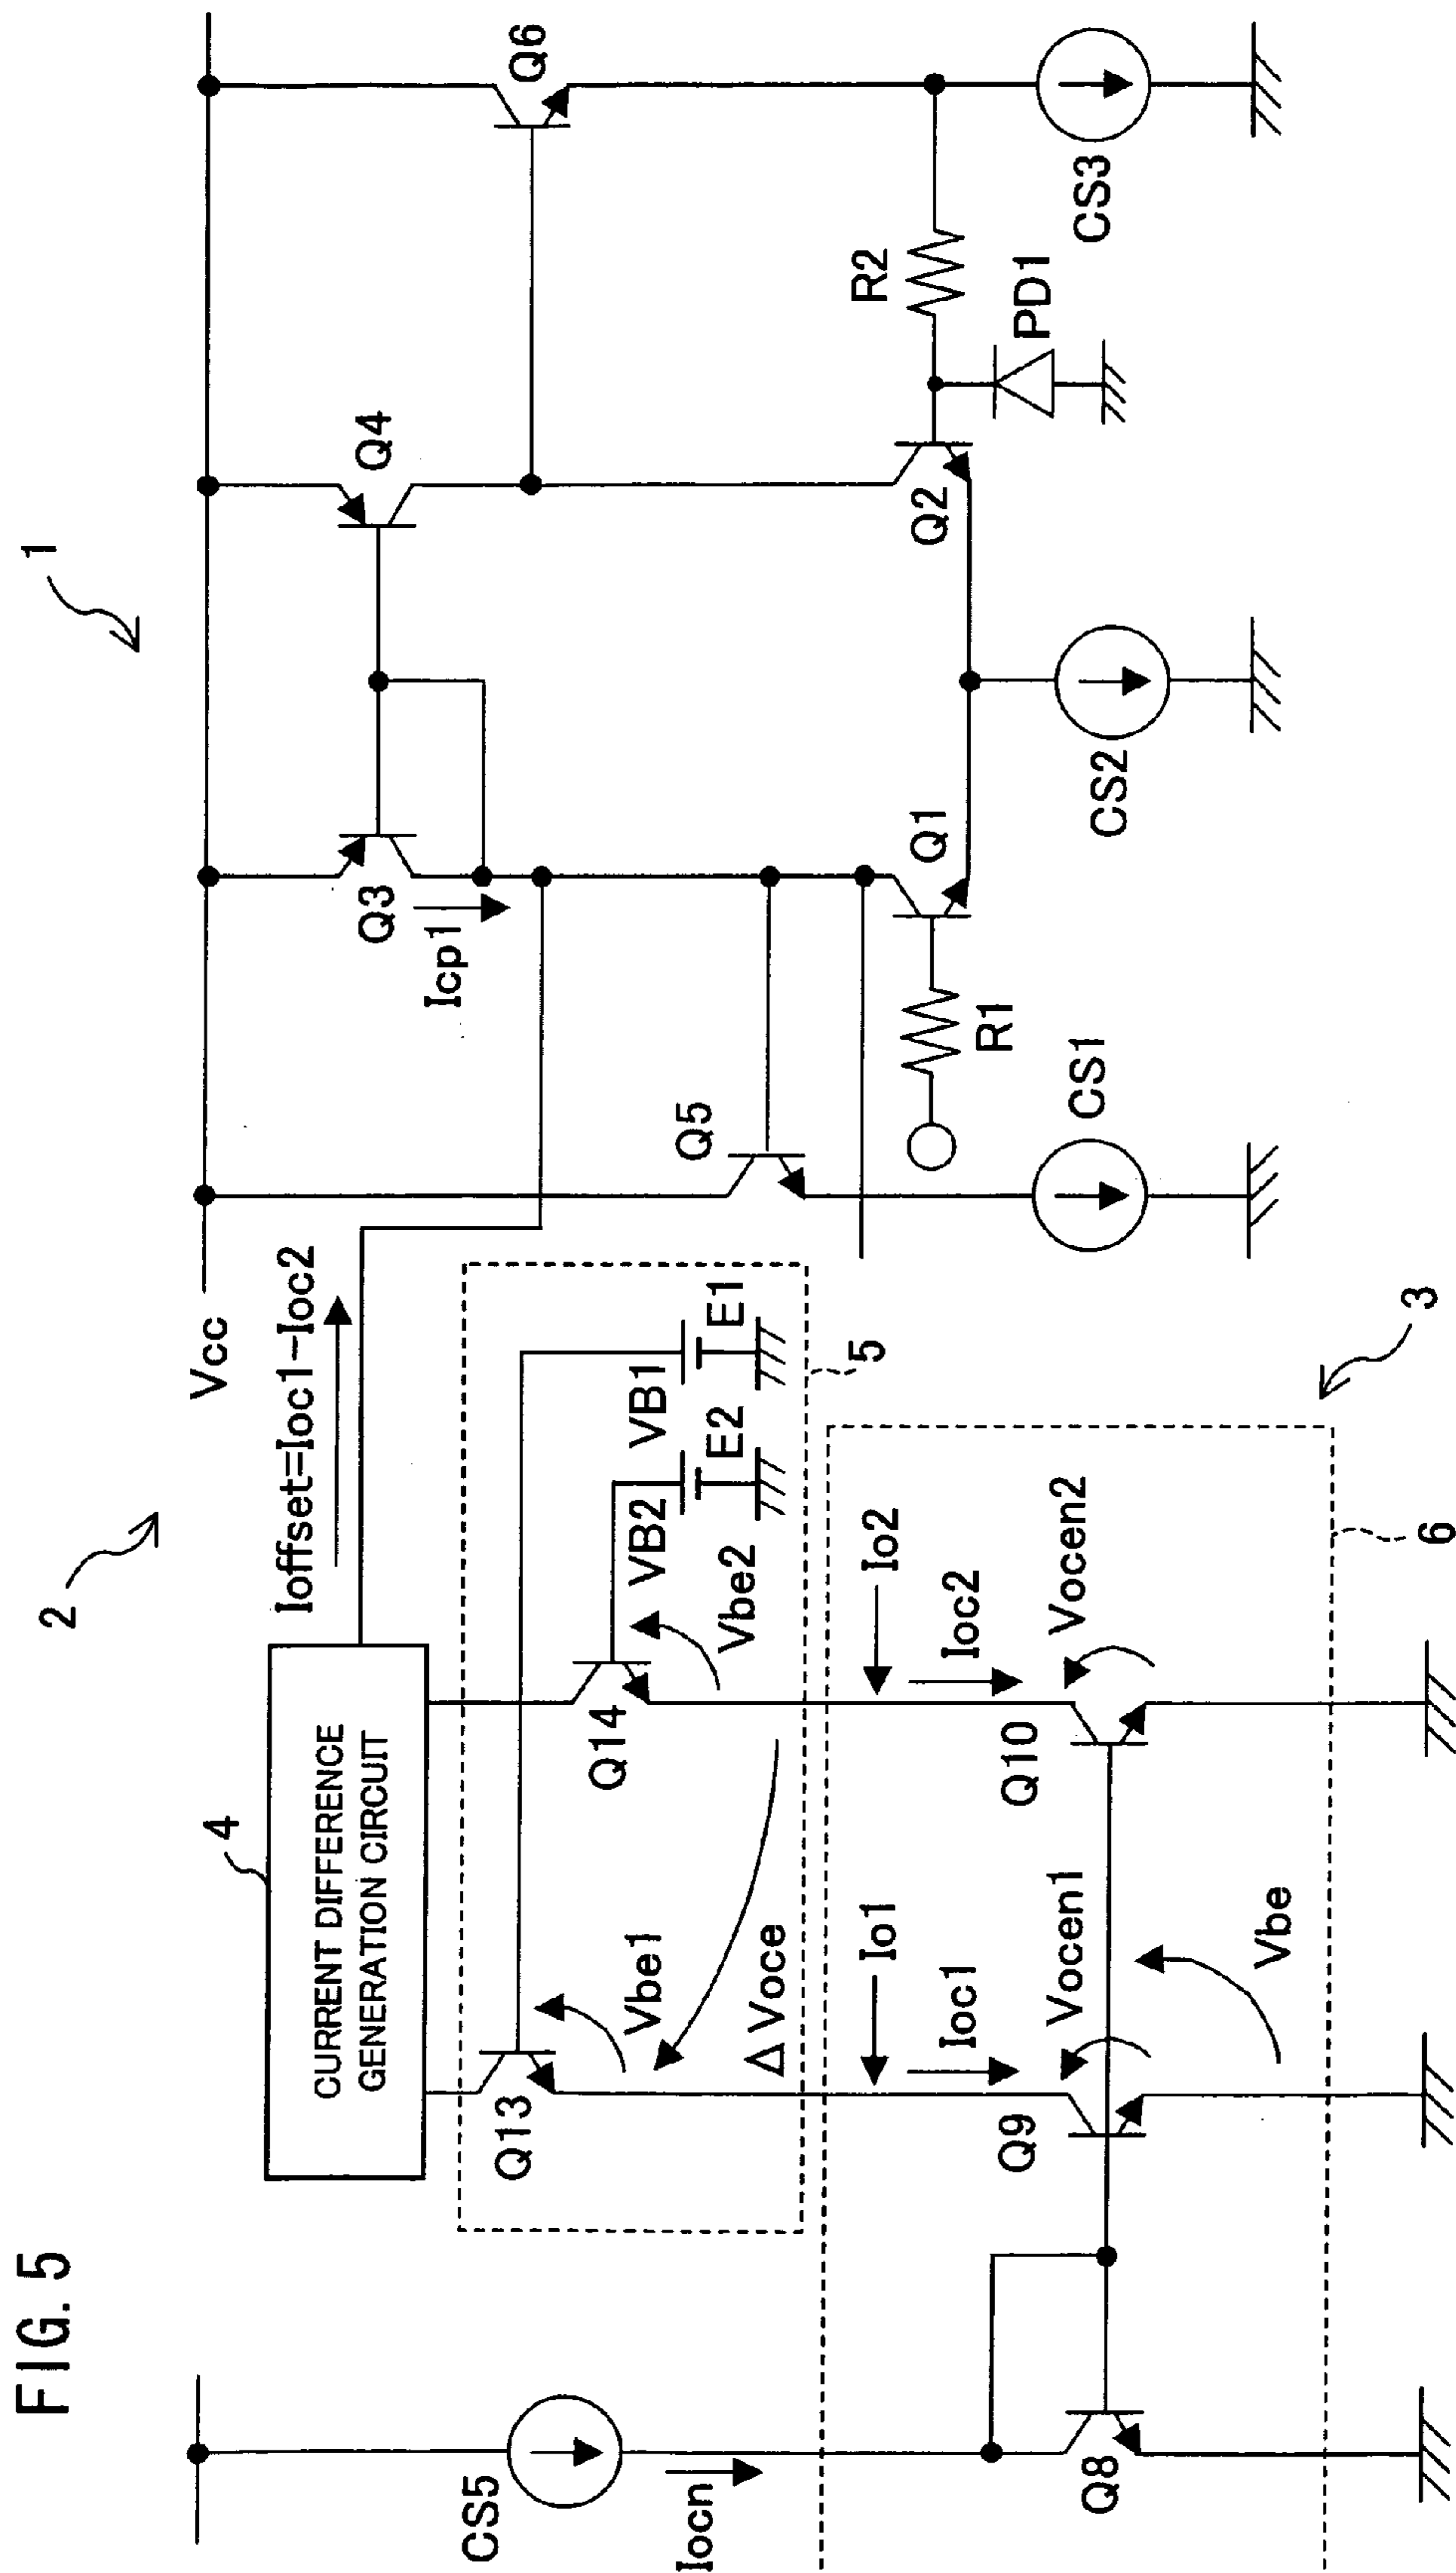 FIG. 5
1
2
Vcc
Ioffset=Ioc1-Ioc2
4
CURRENT DIFFERENCE
GENERATION CIRCUIT
CS5
Iocn
Q13
Vbe1
Q14
Vbe2
VB2
E2
VB1
E1
5
ΔVoce
Q3
Icp1
Q4
Q6
Q5
R1
Q1
Q2
R2
PD1
CS1
CS2
CS3
Io1
Ioc1
Io2
Ioc2
Q8
Q9
Vocen1
Q10
Vocen2
Vbe
6
3